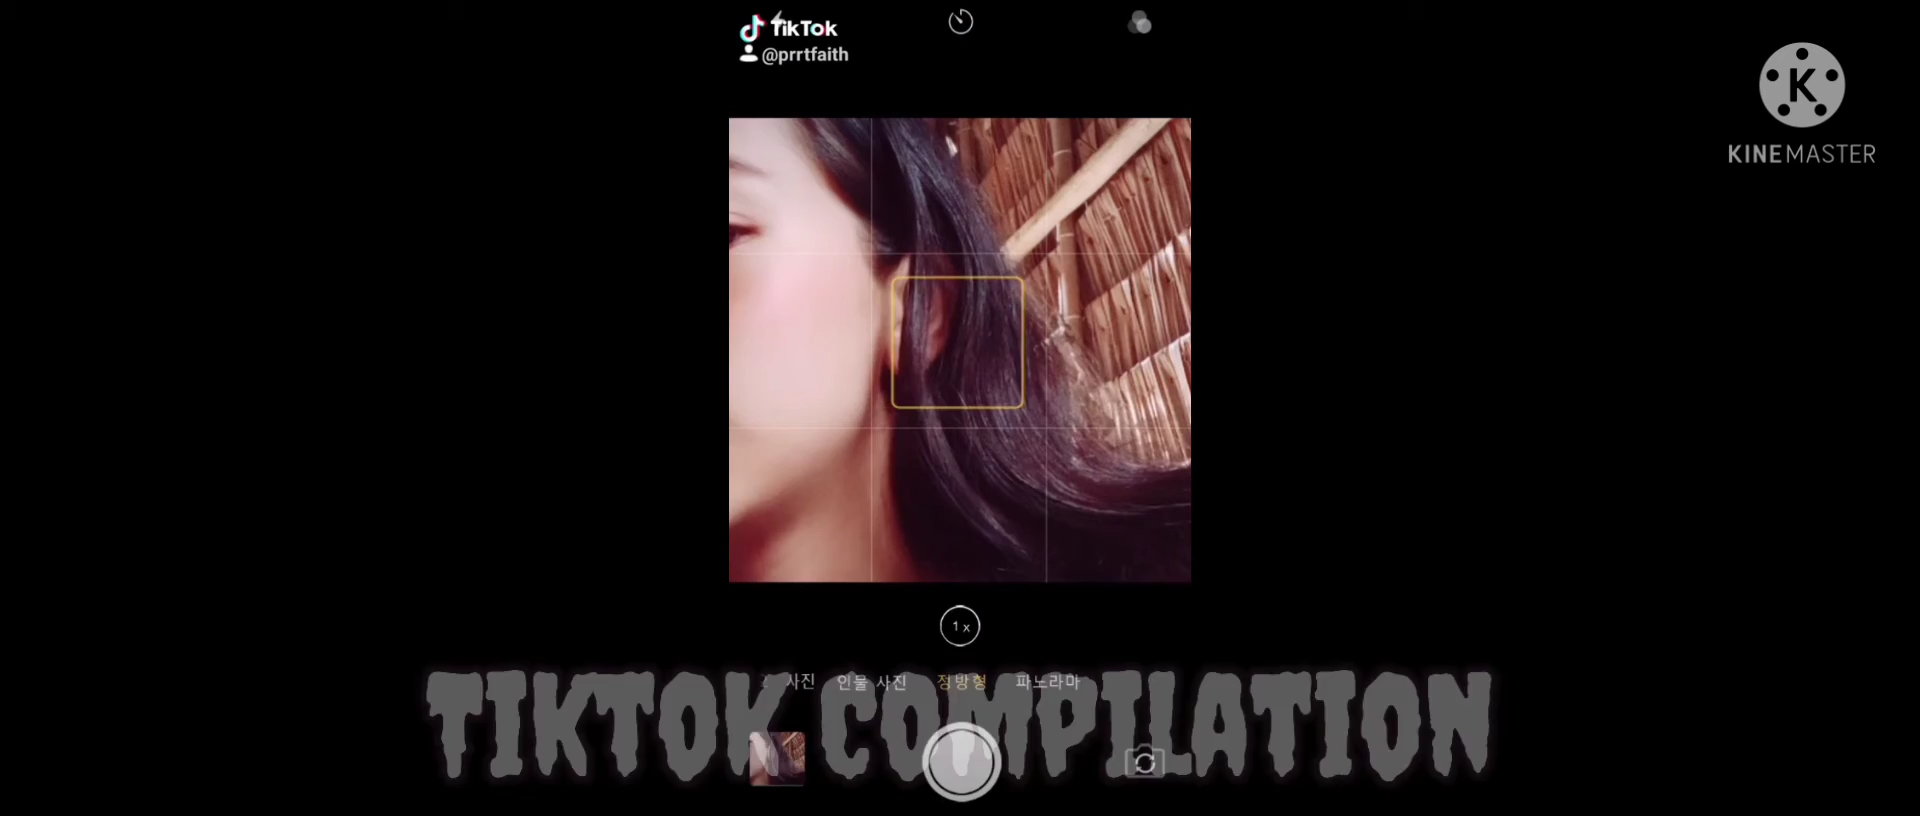 TikTok
@prrtfaith
K
KINEMASTER
1x
사진 인물 사진 정방형 파노라마
TIKTOK COMPILATION